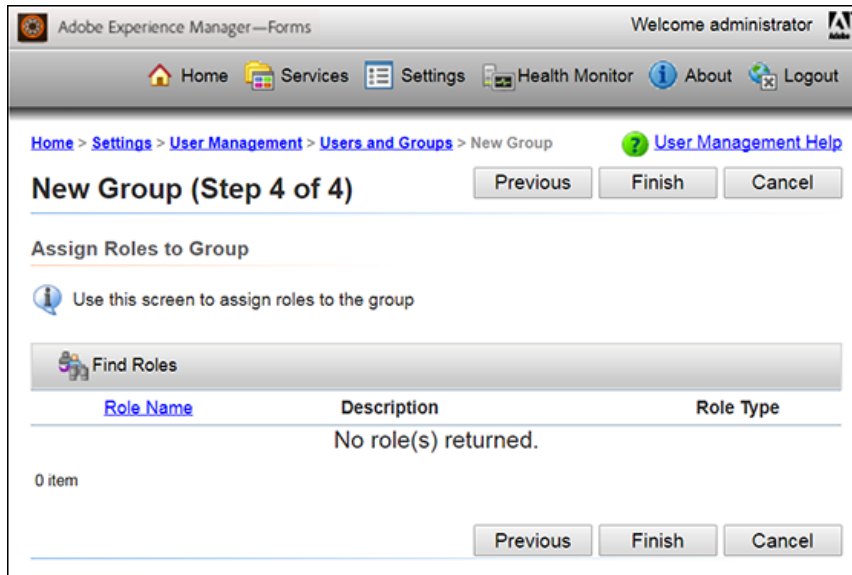 Adobe Experience Manager—Forms Welcome administrator Adobe
Home Services Settings Health Monitor About Logout
Home > Settings > User Management > Users and Groups > New Group User Management Help
New Group (Step 4 of 4) Previous Finish Cancel
Assign Roles to Group
Use this screen to assign roles to the group
Find Roles
Role Name Description Role Type
No role(s) returned.
0 item
Previous Finish Cancel